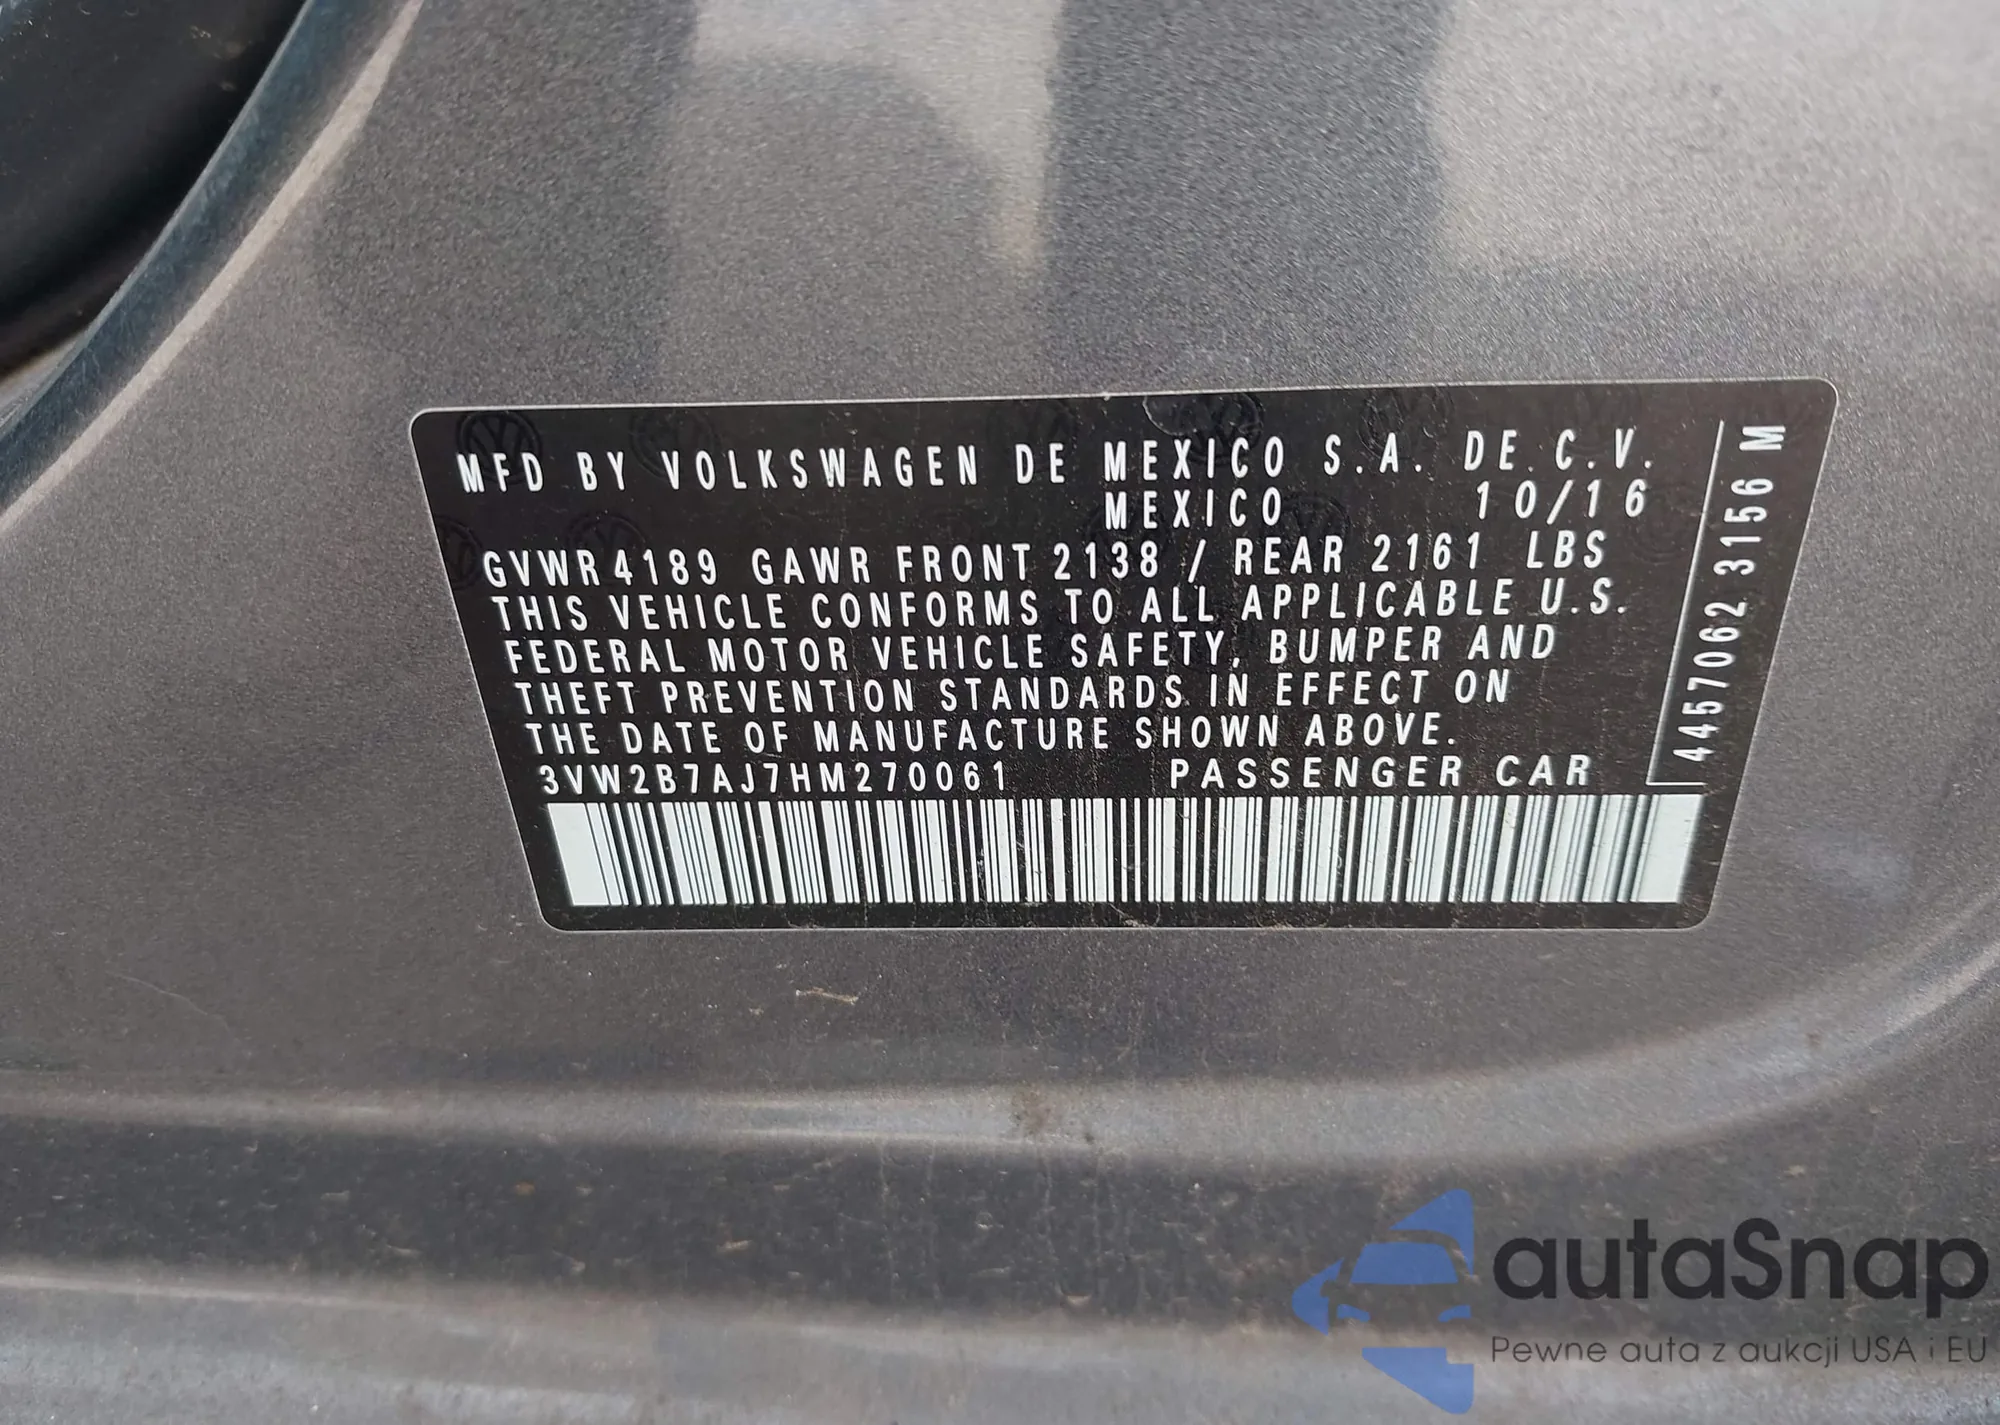 MFD BY VOLKSWAGEN DE MEXICO S.A. DE C.V.
MEXICO 10/16
GVWR 4189 GAWR FRONT 2138 / REAR 2161 LBS
THIS VEHICLE CONFORMS TO ALL APPLICABLE U.S.
FEDERAL MOTOR VEHICLE SAFETY, BUMPER AND
THEFT PREVENTION STANDARDS IN EFFECT ON
THE DATE OF MANUFACTURE SHOWN ABOVE.
3VW2B7AJ7HM270061 PASSENGER CAR
4457062 3156 M
autaSnap
Pewne auta z aukcji USA i EU